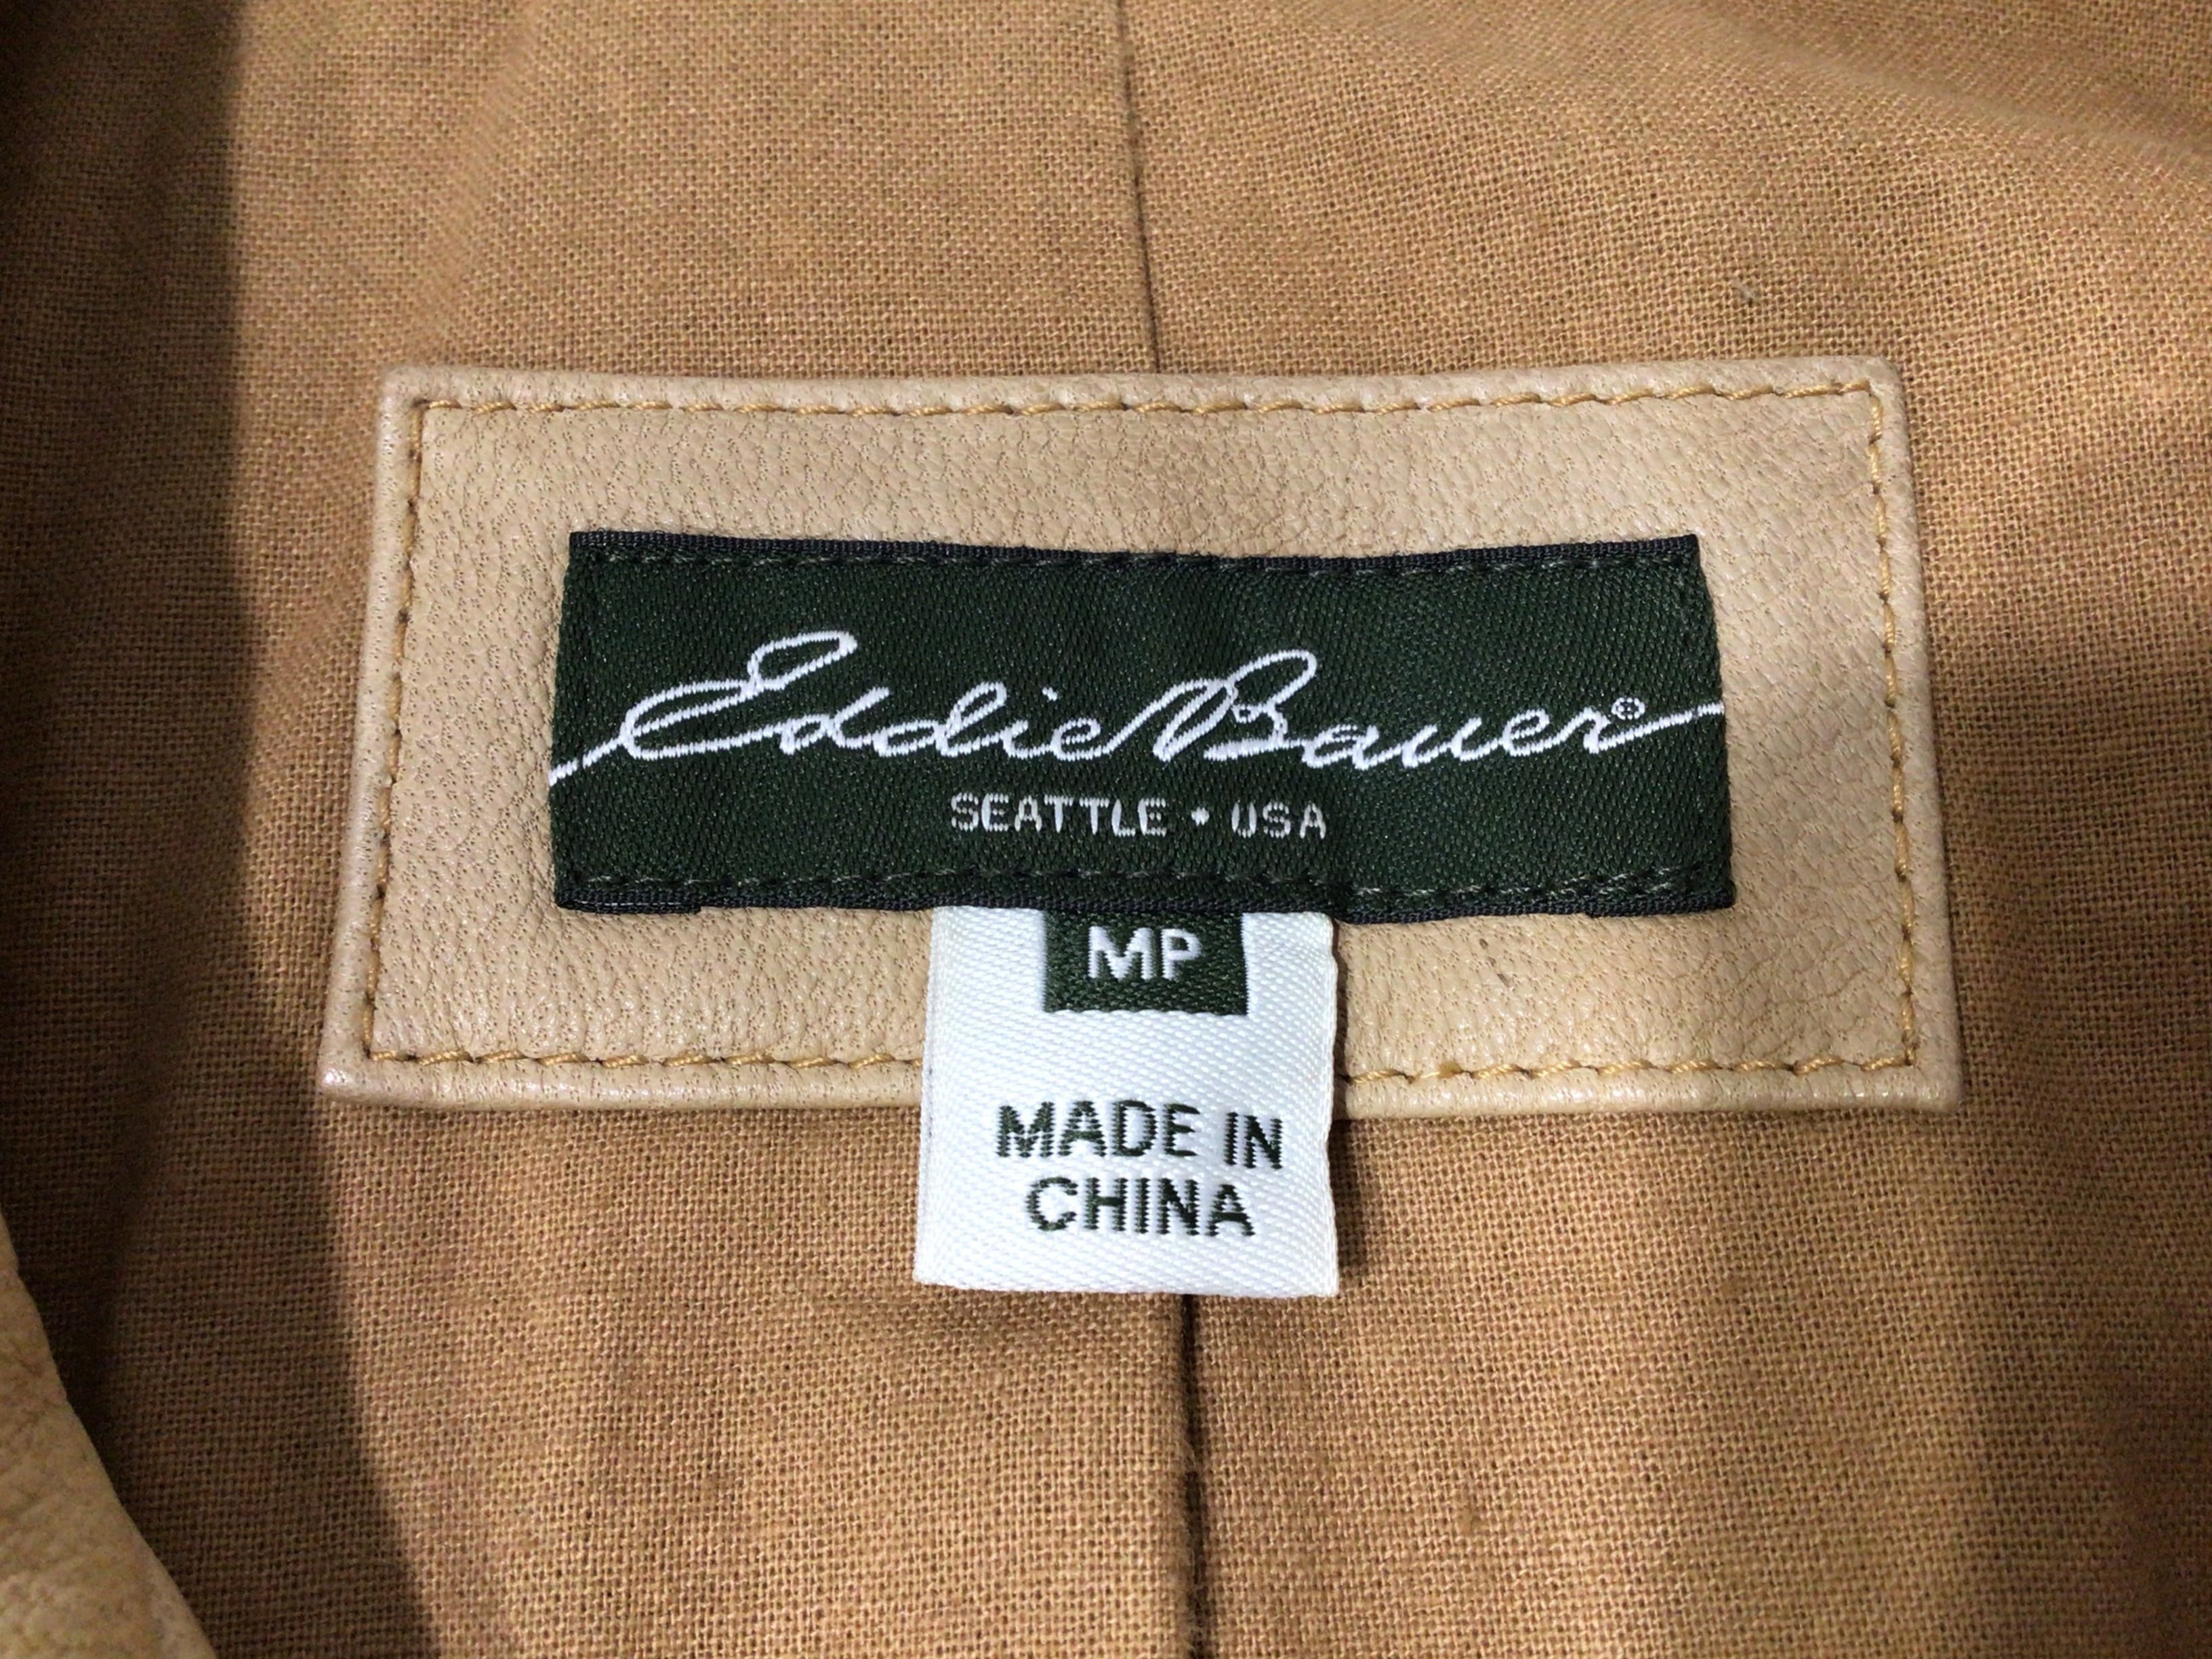 Eddie Bauer®
SEATTLE • USA
MP
MADE IN
CHINA